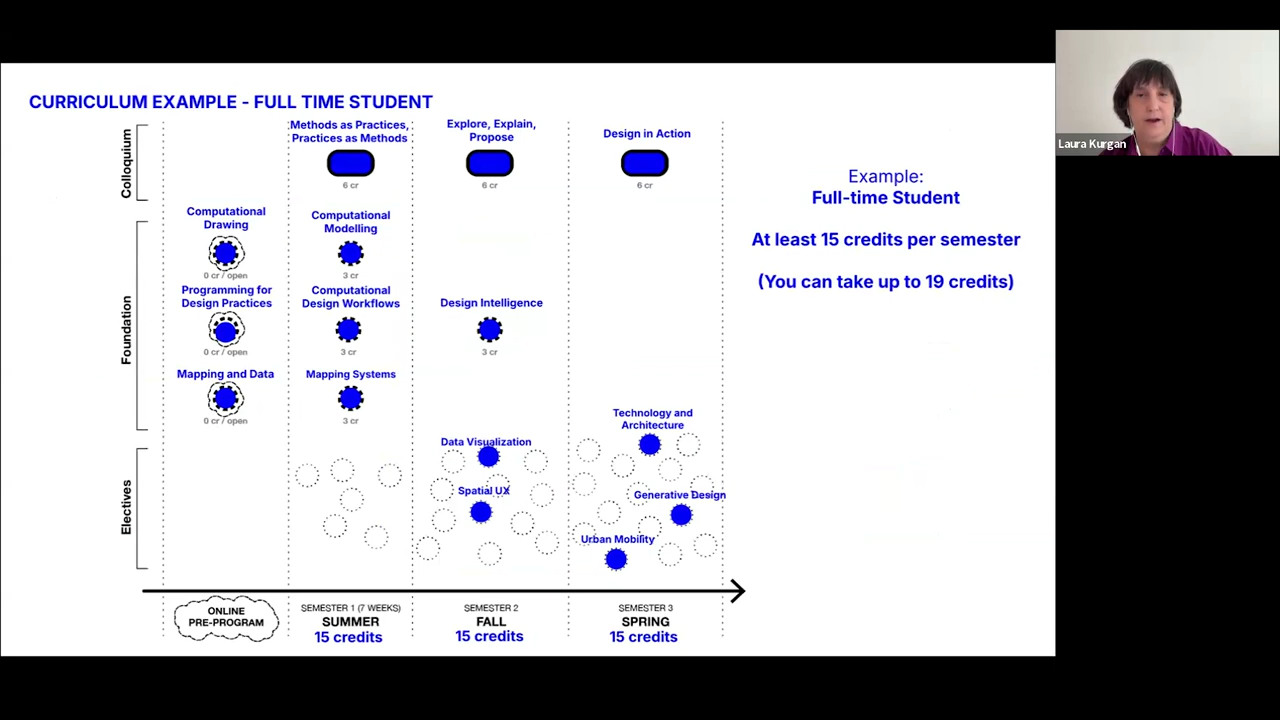 CURRICULUM EXAMPLE - FULL TIME STUDENT
Colloquium
Methods as Practices,
Practices as Methods
6 cr
Explore, Explain,
Propose
6 cr
Design in Action
6 cr
Foundation
Computational
Drawing
0 cr / open
Computational
Modelling
3 cr
Programming for
Design Practices
0 cr / open
Computational
Design Workflows
3 cr
Design Intelligence
3 cr
Mapping and Data
0 cr / open
Mapping Systems
3 cr
Electives
Data Visualization
Spatial UX
Technology and
Architecture
Generative Design
Urban Mobility
ONLINE
PRE-PROGRAM
SEMESTER 1 (7 WEEKS)
SUMMER
15 credits
SEMESTER 2
FALL
15 credits
SEMESTER 3
SPRING
15 credits
Example:
Full-time Student
At least 15 credits per semester
(You can take up to 19 credits)
Laura Kurgan